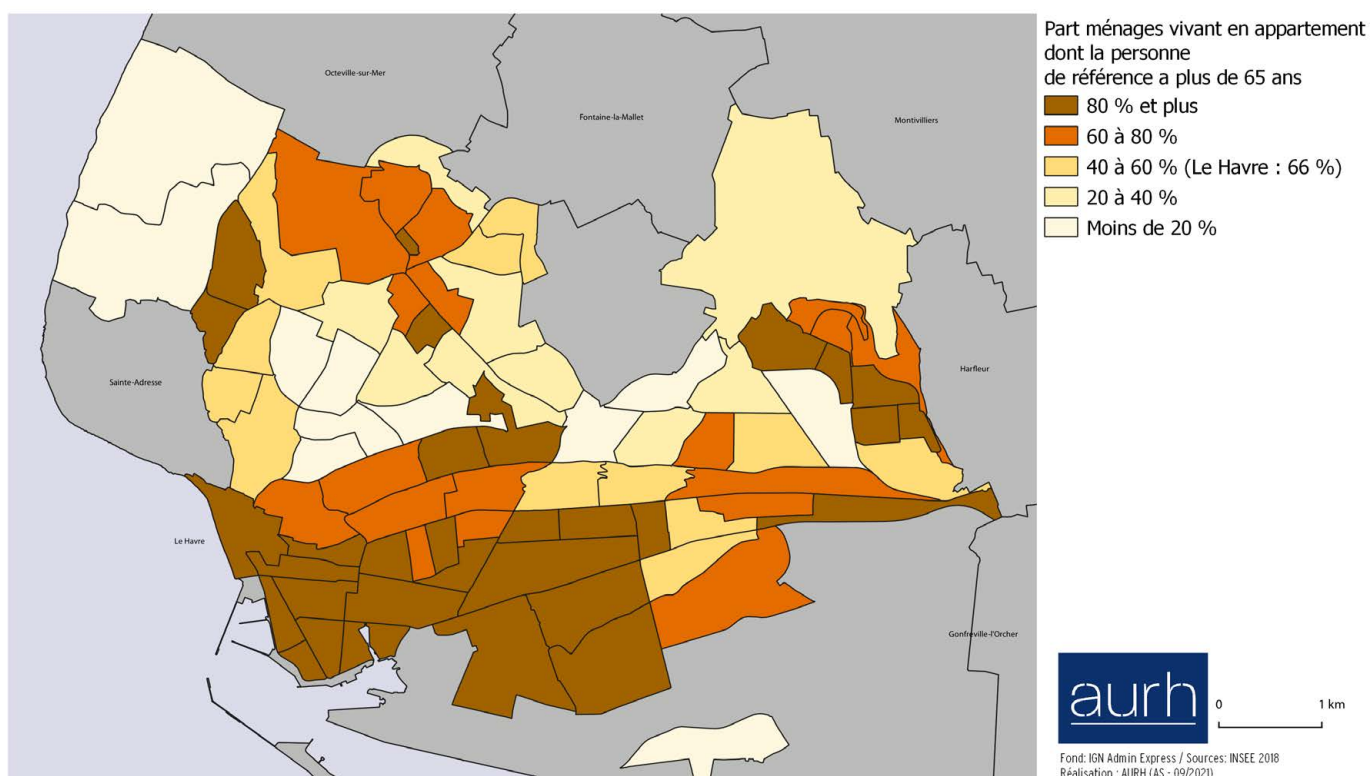 Part ménages vivant en appartement
dont la personne
de référence a plus de 65 ans
80 % et plus
60 à 80 %
40 à 60 % (Le Havre : 66 %)
20 à 40 %
Moins de 20 %
Octeville-sur-Mer
Fontaine-la-Mallet
Montivilliers
Harfleur
Sainte-Adresse
Le Havre
Gonfreville-l'Orcher
aurh
0 1 km
Fond: IGN Admin Express / Sources: INSEE 2018
Réalisation : AURH (AS - 09/2021)